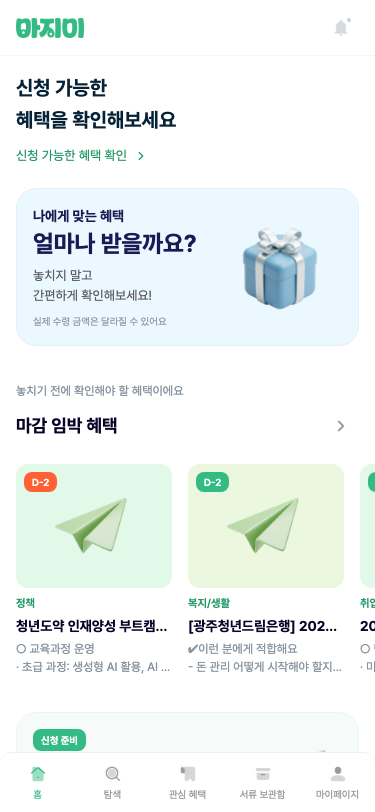 마지미
신청 가능한
혜택을 확인해보세요
신청 가능한 혜택 확인
나에게 맞는 혜택
얼마나 받을까요?
놓치지 말고
간편하게 확인해보세요!
실제 수령 금액은 달라질 수 있어요
놓치기 전에 확인해야 할 혜택이에요
마감 임박 혜택
D-2
D-2
정책
복지/생활
청년도약 인재양성 부트캠...
[광주청년드림은행] 202...
○ 교육과정 운영
✔이런 분에게 적합해요
· 초급 과정: 생성형 AI 활용, AI ...
- 돈 관리 어떻게 시작해야 할지...
신청 준비
홈
탐색
관심 혜택
서류 보관함
마이페이지